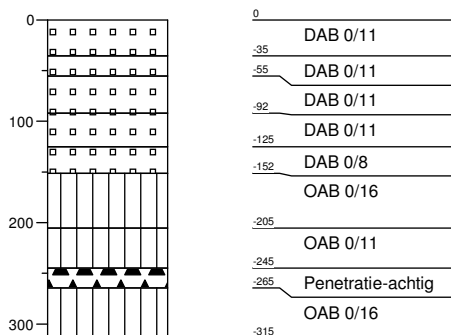 0
100
200
300
0
DAB 0/11
-35
DAB 0/11
-55
DAB 0/11
-92
DAB 0/11
-125
DAB 0/8
-152
OAB 0/16
-205
OAB 0/11
-245
Penetratie-achtig
-265
OAB 0/16
-315